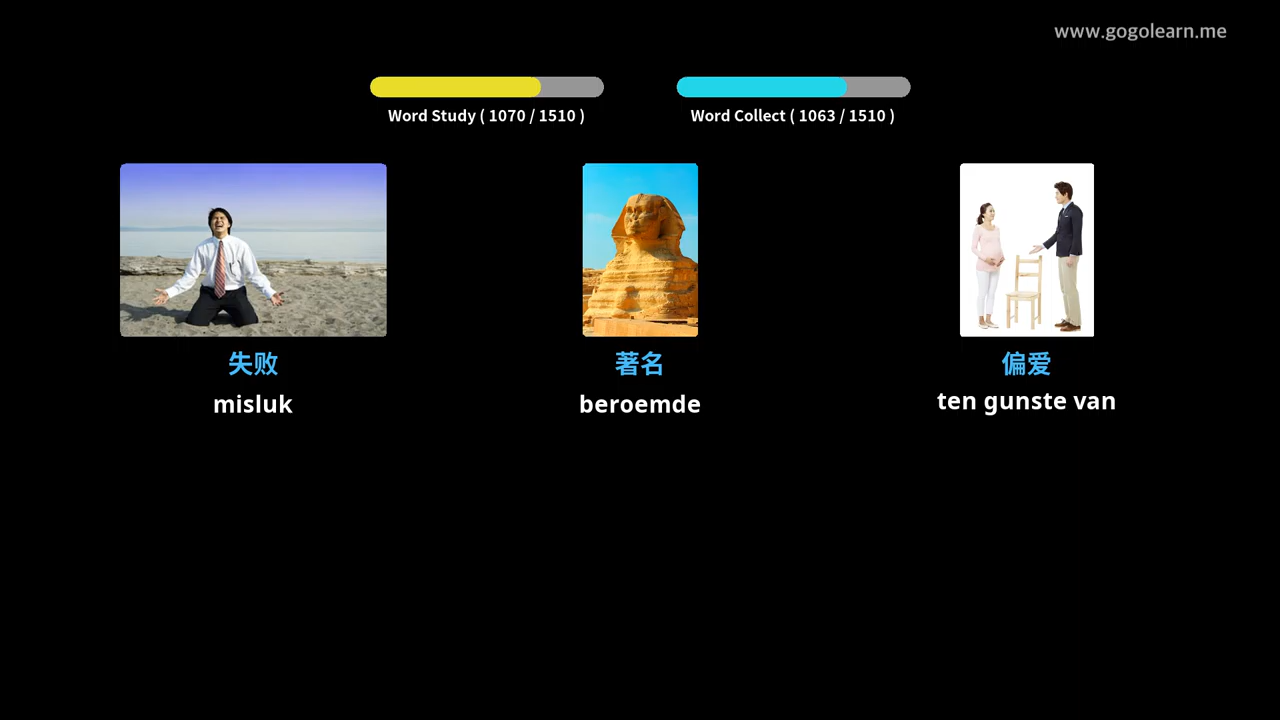 www.gogolearn.me
Word Study ( 1070 / 1510 )
Word Collect ( 1063 / 1510 )
失败
著名
偏爱
misluk
beroemde
ten gunste van